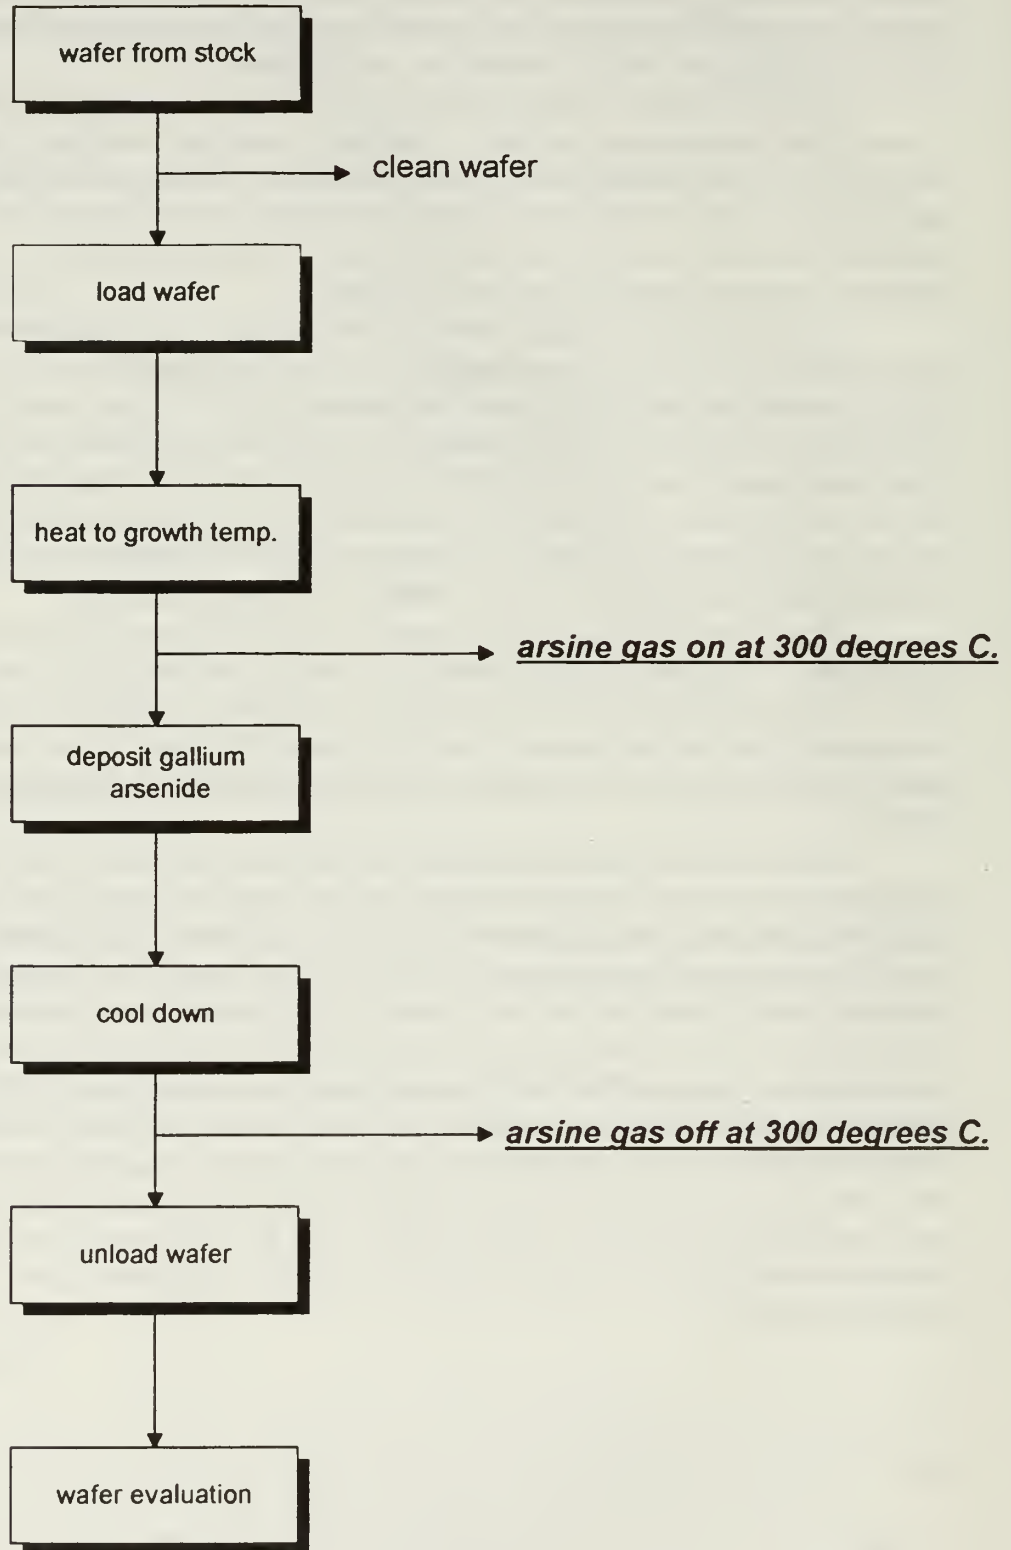 wafer from stock
clean wafer
load wafer
heat to growth temp.
arsine gas on at 300 degrees C.
deposit gallium
arsenide
cool down
arsine gas off at 300 degrees C.
unload wafer
wafer evaluation